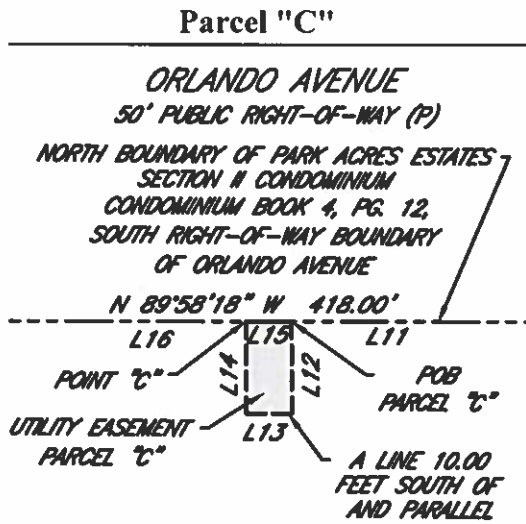 Parcel "C"
ORLANDO AVENUE
50' PUBLIC RIGHT-OF-WAY (P)
NORTH BOUNDARY OF PARK ACRES ESTATES
SECTION II CONDOMINIUM
CONDOMINIUM BOOK 4, PG. 12,
SOUTH RIGHT-OF-WAY BOUNDARY
OF ORLANDO AVENUE
N 89°58'18" W 418.00'
L16 L15 L11
L14 L12
POINT "C"
POB
PARCEL "C"
UTILITY EASEMENT
PARCEL "C"
L13
A LINE 10.00
FEET SOUTH OF
AND PARALLEL